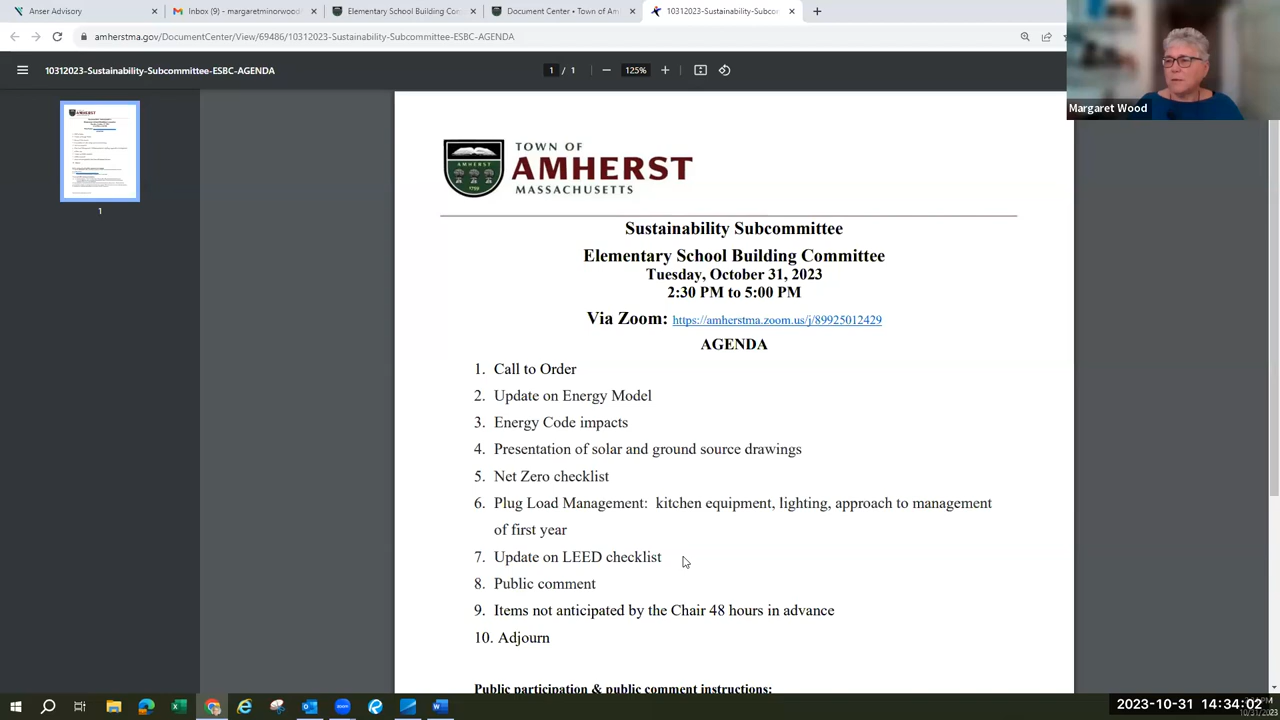 Anser Advisory
Inbox (9) - margaretminorwood
Elementary School Building Co
Document Center • Town of Am
10312023-Sustainability-Subco
amherstma.gov/DocumentCenter/View/69486/10312023-Sustainability-Subcommittee-ESBC-AGENDA
10312023-Sustainability-Subcommittee-ESBC-AGENDA
1 / 1
125%
Margaret Wood
1
TOWN OF
AMHERST
MASSACHUSETTS
AMHERST
1759
Sustainability Subcommittee
Elementary School Building Committee
Tuesday, October 31, 2023
2:30 PM to 5:00 PM
Via Zoom: https://amherstma.zoom.us/j/89925012429
AGENDA
1. Call to Order
2. Update on Energy Model
3. Energy Code impacts
4. Presentation of solar and ground source drawings
5. Net Zero checklist
6. Plug Load Management: kitchen equipment, lighting, approach to management
of first year
7. Update on LEED checklist
8. Public comment
9. Items not anticipated by the Chair 48 hours in advance
10. Adjourn
Public participation & public comment instructions:
2023-10-31 14:34:02